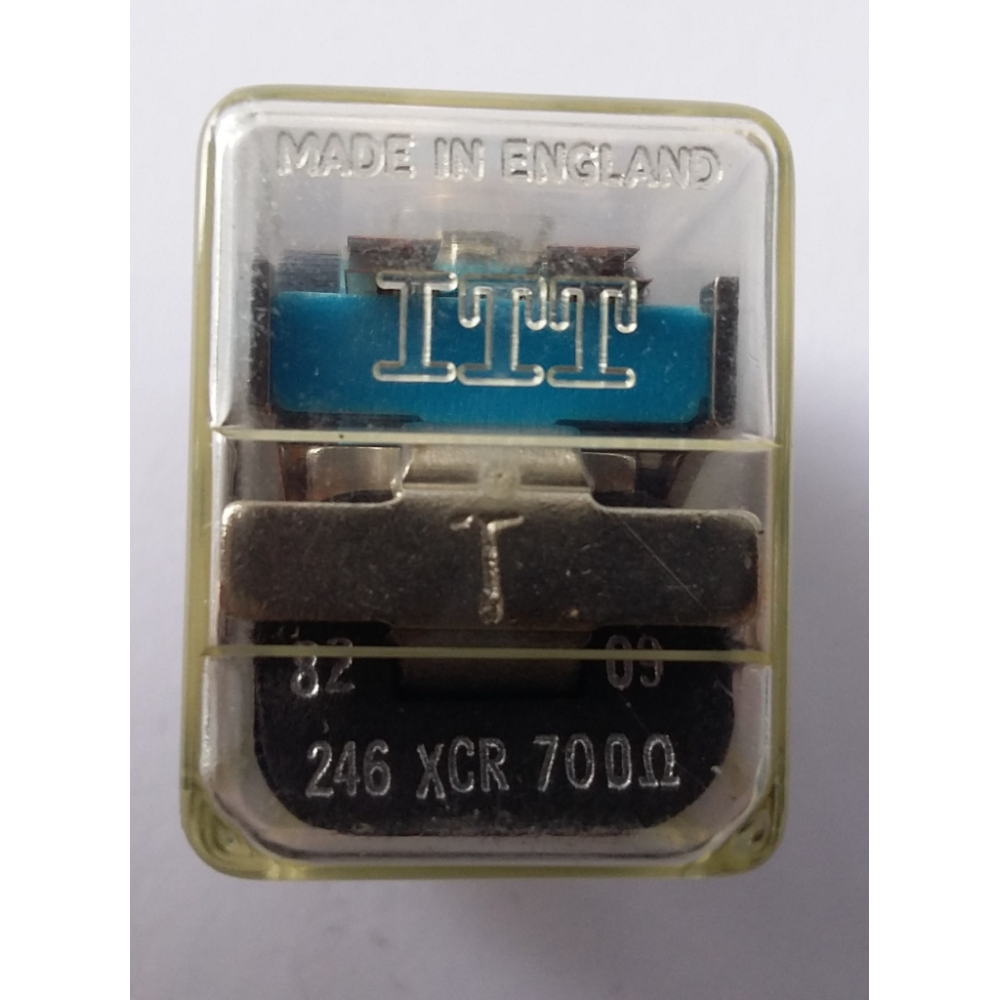 MADE IN ENGLAND
ITT
T
82 09
246 XCR 700Ω